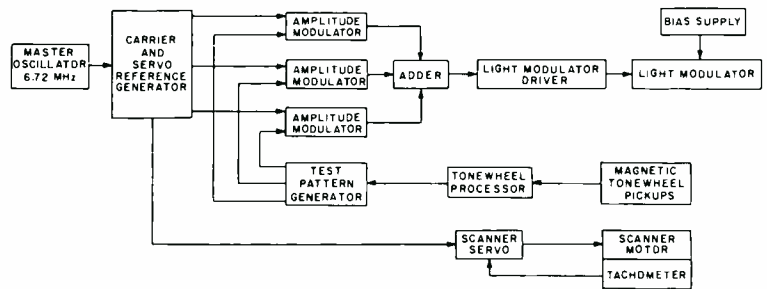 MASTER
OSCILLATOR
6.72 MHz
CARRIER
AND
SERVO
REFERENCE
GENERATOR
AMPLITUDE
MODULATOR
AMPLITUDE
MODULATOR
AMPLITUDE
MODULATOR
ADDER
LIGHT MODULATOR
DRIVER
BIAS SUPPLY
LIGHT MODULATOR
TEST
PATTERN
GENERATOR
TONEWHEEL
PROCESSOR
MAGNETIC
TONEWHEEL
PICKUPS
SCANNER
SERVO
SCANNER
MOTOR
TACHOMETER